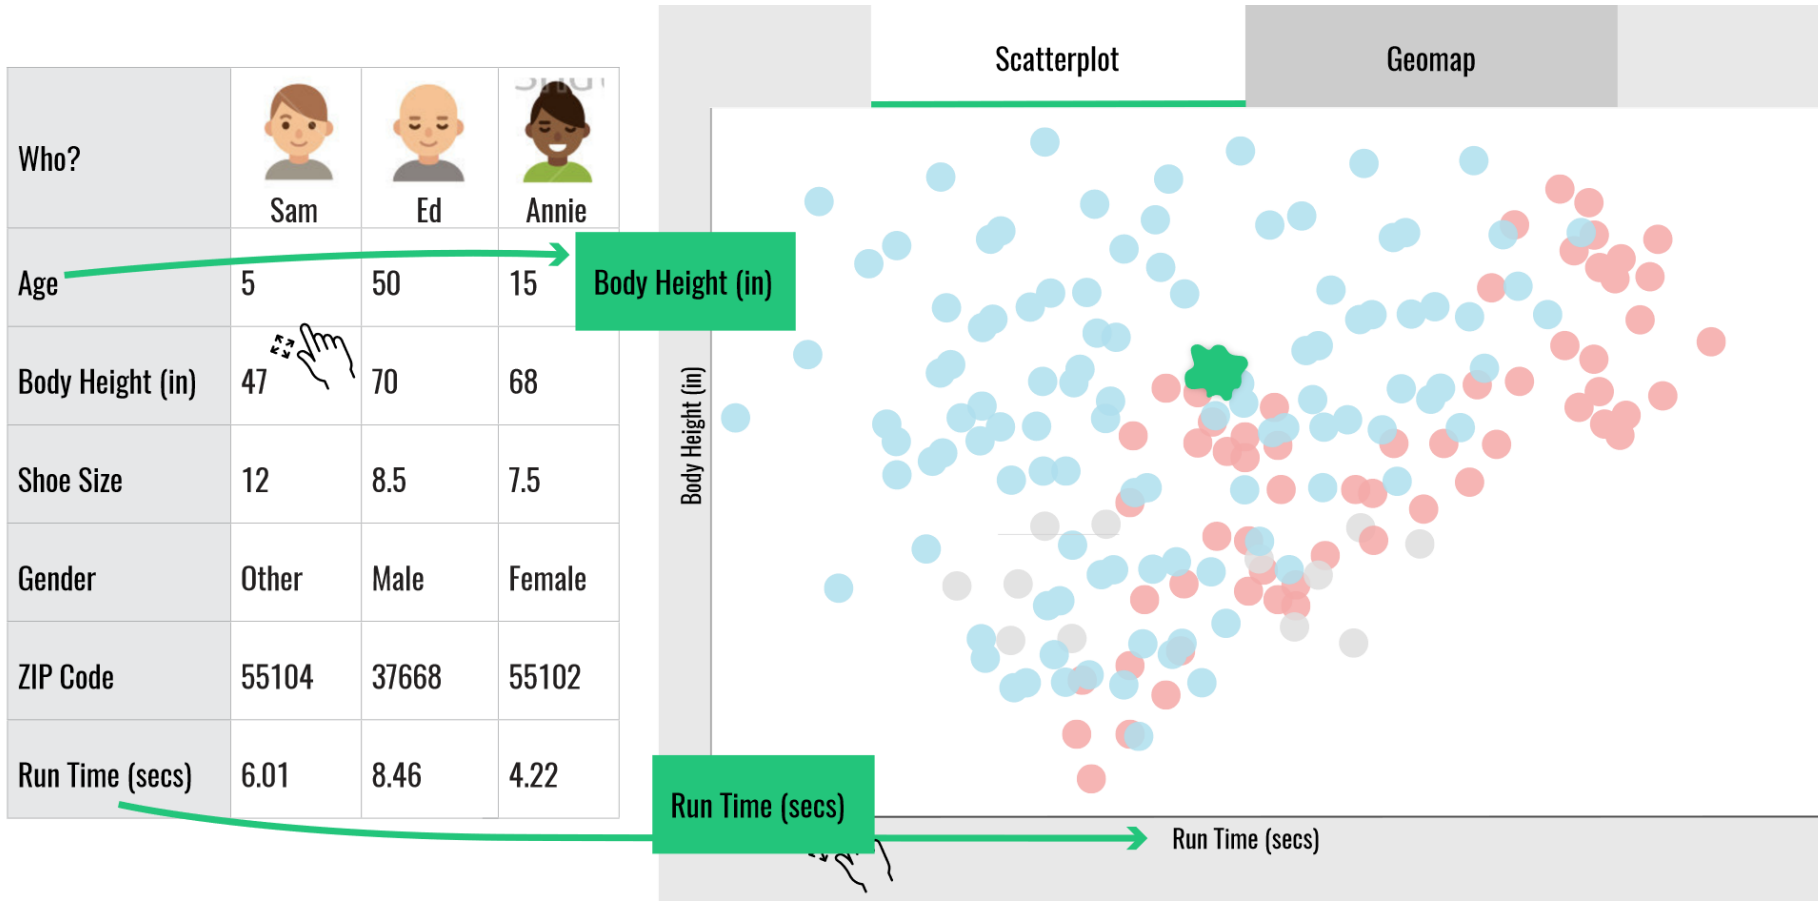 Scatterplot
Geomap
Who?
Sam
Ed
Annie
Age
5
50
15
Body Height (in)
Body Height (in)
47
70
68
Body Height (in)
Shoe Size
12
8.5
7.5
Gender
Other
Male
Female
ZIP Code
55104
37668
55102
Run Time (secs)
6.01
8.46
4.22
Run Time (secs)
Run Time (secs)